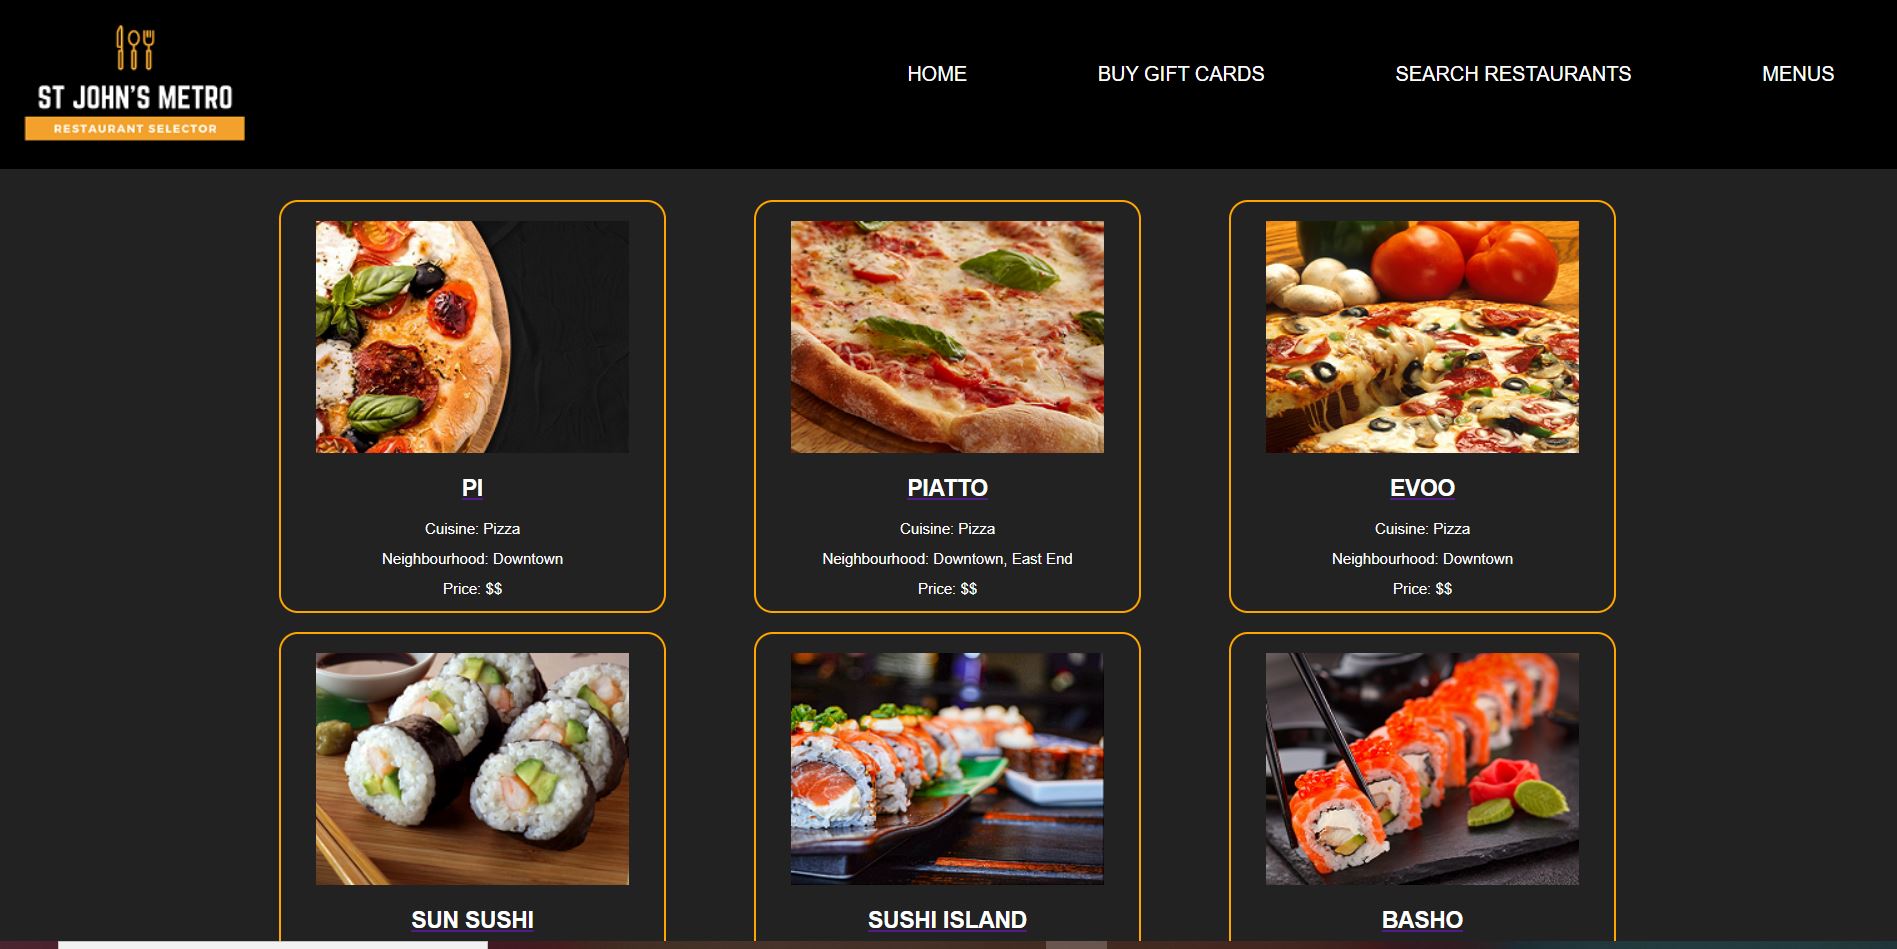 ST JOHN'S METRO
RESTAURANT SELECTOR
HOME
BUY GIFT CARDS
SEARCH RESTAURANTS
MENUS
PI
Cuisine: Pizza
Neighbourhood: Downtown
Price: $$
PIATTO
Cuisine: Pizza
Neighbourhood: Downtown, East End
Price: $$
EVOO
Cuisine: Pizza
Neighbourhood: Downtown
Price: $$
SUN SUSHI
SUSHI ISLAND
BASHO